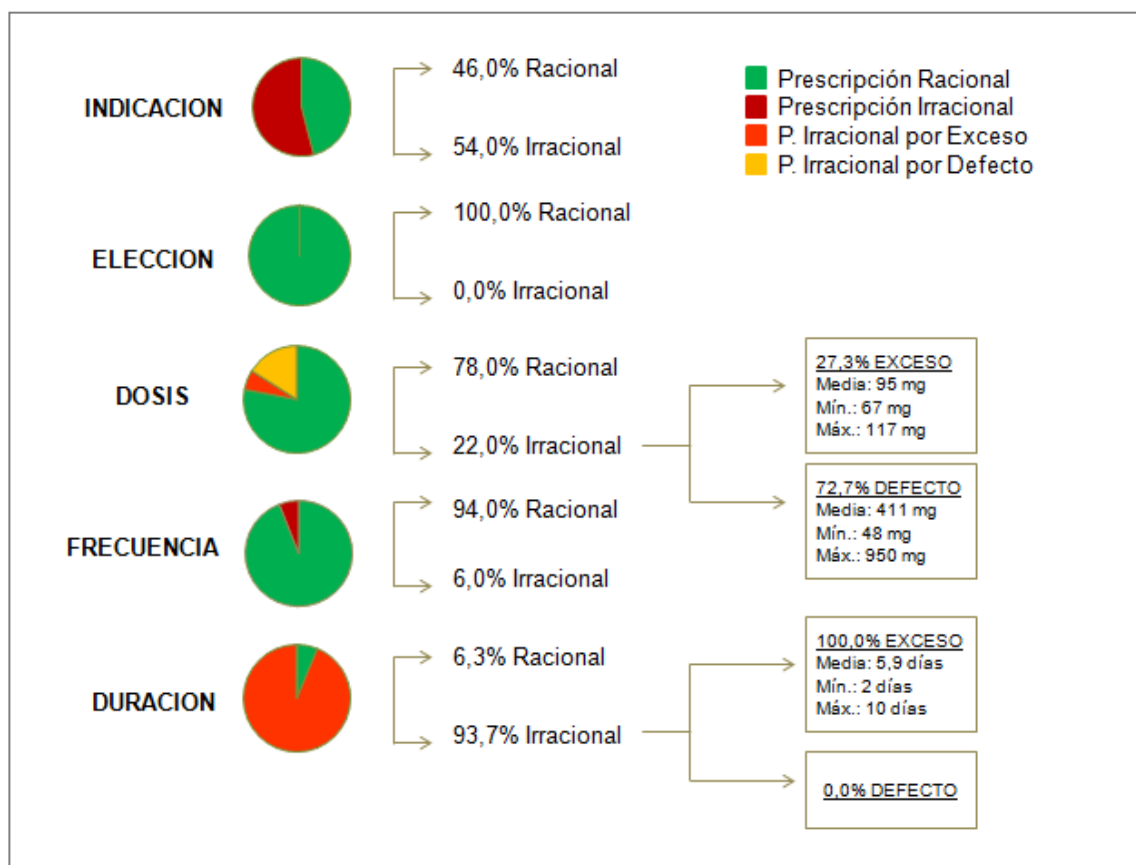 INDICACION
46,0% Racional
54,0% Irracional
Prescripción Racional
Prescripción Irracional
P. Irracional por Exceso
P. Irracional por Defecto
ELECCION
100,0% Racional
0,0% Irracional
DOSIS
78,0% Racional
22,0% Irracional
27,3% EXCESO
Media: 95 mg
Mín.: 67 mg
Máx.: 117 mg
72,7% DEFECTO
Media: 411 mg
Mín.: 48 mg
Máx.: 950 mg
FRECUENCIA
94,0% Racional
6,0% Irracional
DURACION
6,3% Racional
93,7% Irracional
100,0% EXCESO
Media: 5,9 días
Mín.: 2 días
Máx.: 10 días
0,0% DEFECTO